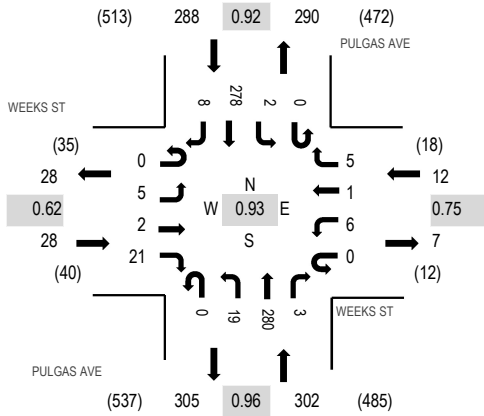 (513) 288 0.92 290 (472)
PULGAS AVE
8 278 2 0
WEEKS ST
(35) 0 5 (18)
28 5 N 1 12
0.62 W 0.93 E 0.75
2 6
28 S 7
(40) 21 0 (12)
0 19 280 3
WEEKS ST
PULGAS AVE
(537) 305 0.96 302 (485)